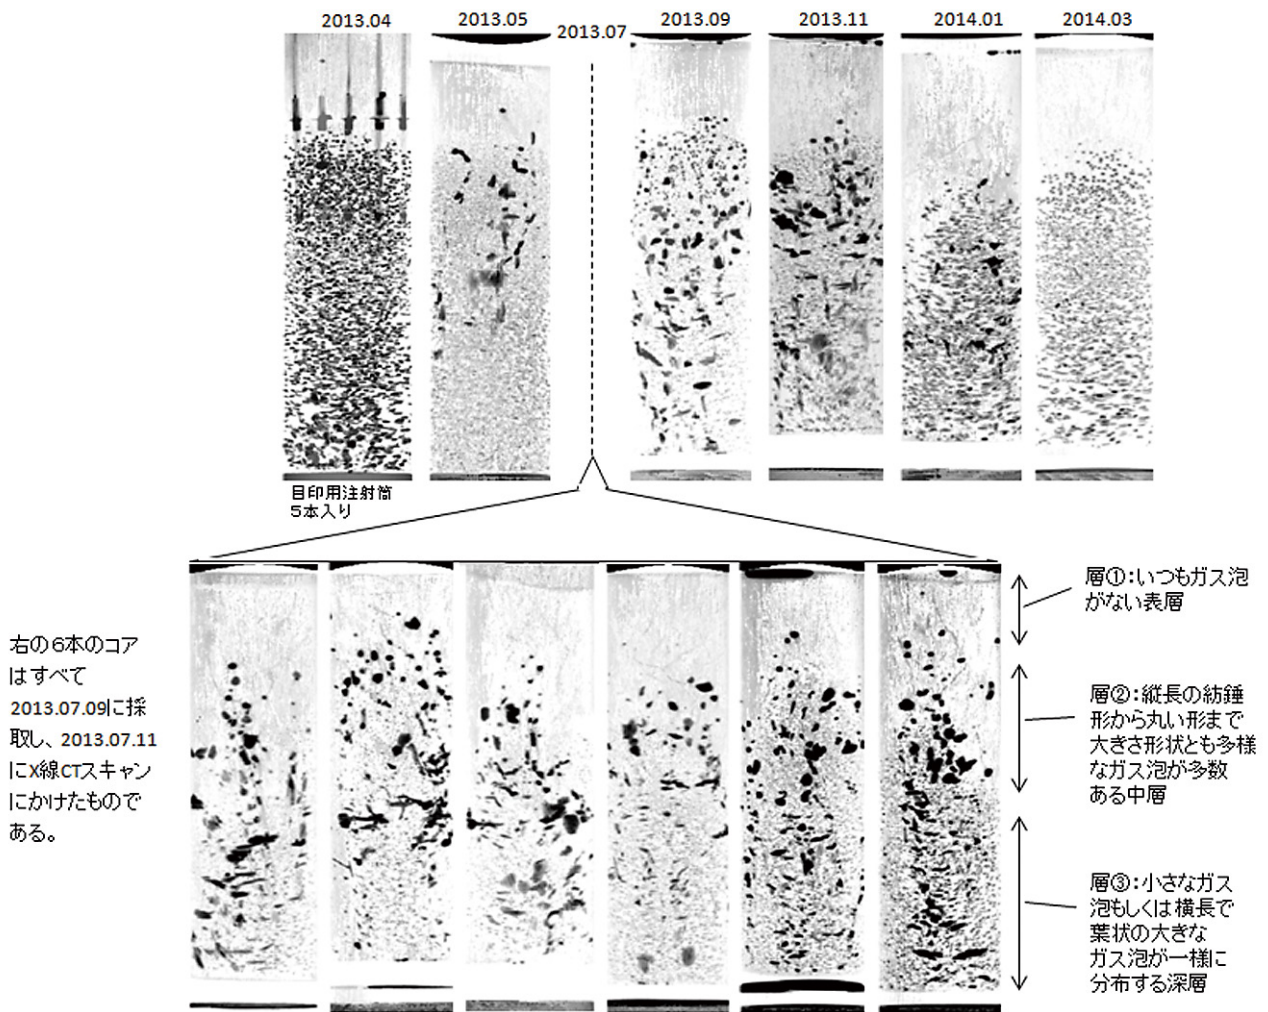 2013.04
2013.05
2013.07
2013.09
2013.11
2014.01
2014.03
目印用注射筒
5本入り
右の6本のコア
はすべて
2013.07.09に採
取し、2013.07.11
にX線CTスキャン
にかけたもので
ある。
層①:いつもガス泡
がない表層
層②:縦長の紡錘
形から丸い形まで
大きさ形状とも多様
なガス泡が多数
ある中層
層③:小さなガス
泡もしくは横長で
葉状の大きな
ガス泡が一様に
分布する深層